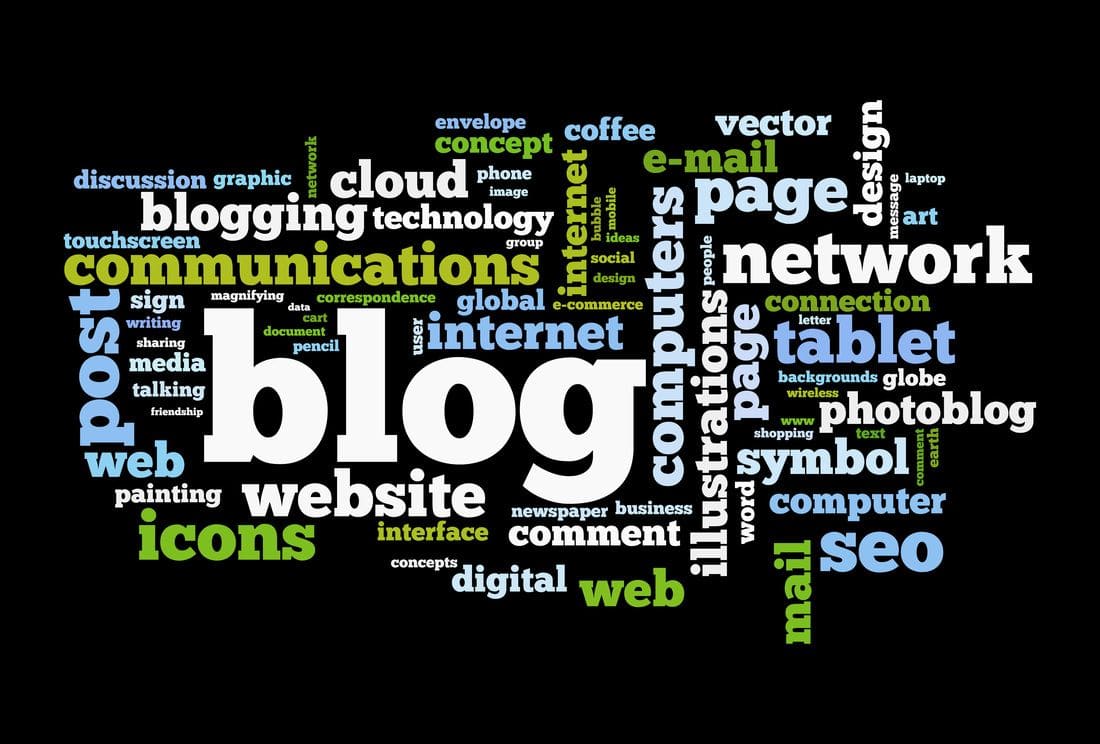 envelope
coffee
vector
design
concept
e-mail
network
cloud
phone
internet
discussion
graphic
image
page
laptop
message
blogging
technology
bubble
mobile
computers
art
touchscreen
group
ideas
people
network
communications
social
design
post
sign
magnifying
data
correspondence
global
e-commerce
connection
writing
cart
document
user
internet
illustrations
page
letter
tablet
sharing
pencil
media
blog
backgrounds
globe
talking
wireless
photoblog
friendship
www
shopping
text
comment
earth
web
symbol
painting
website
newspaper
business
word
computer
icons
interface
comment
seo
concepts
digital
web
mail